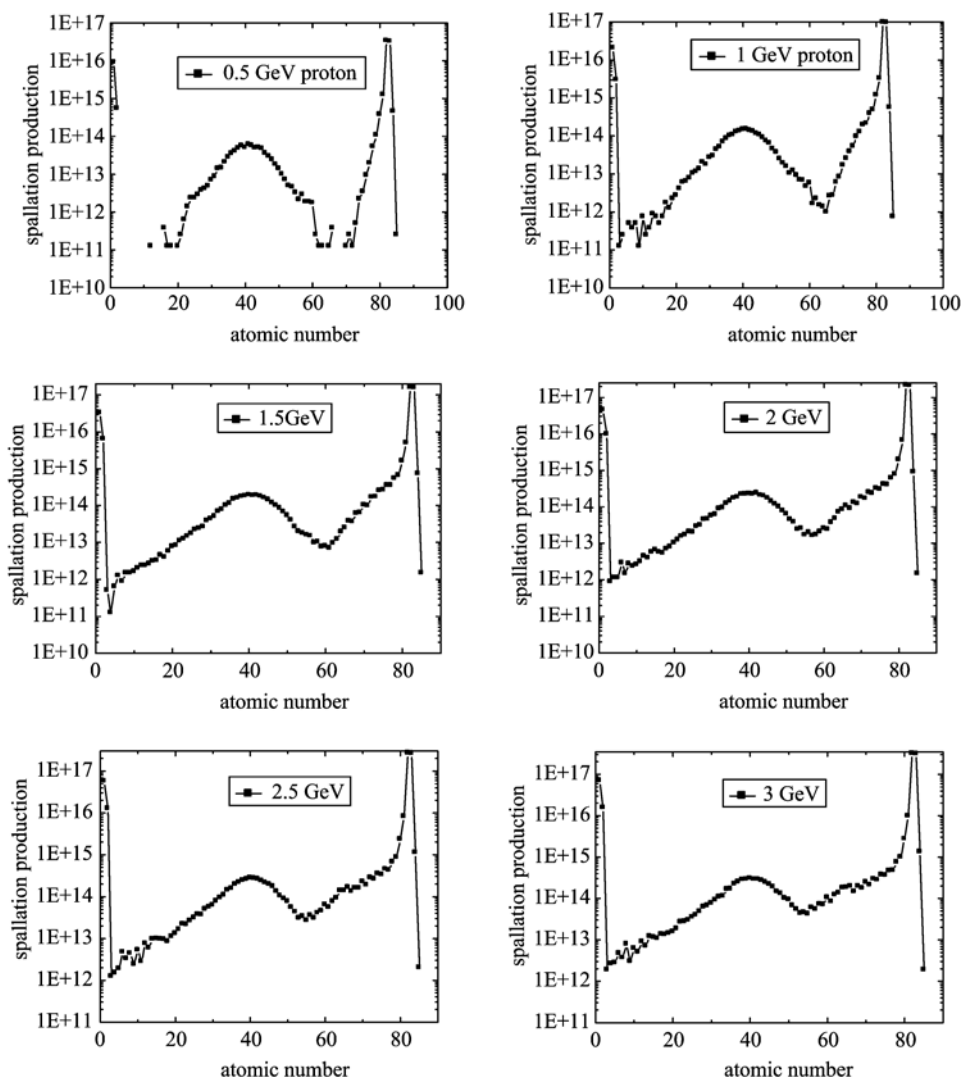 1E+17
1E+16
1E+15
1E+14
1E+13
1E+12
1E+11
1E+10
spallation production
0.5 GeV proton
0 20 40 60 80 100
atomic number
1E+17
1E+16
1E+15
1E+14
1E+13
1E+12
1E+11
1E+10
spallation production
1 GeV proton
0 20 40 60 80 100
atomic number
1E+17
1E+16
1E+15
1E+14
1E+13
1E+12
1E+11
1E+10
spallation production
1.5GeV
0 20 40 60 80
atomic number
1E+17
1E+16
1E+15
1E+14
1E+13
1E+12
1E+11
1E+10
spallation production
2 GeV
0 20 40 60 80
atomic number
1E+17
1E+16
1E+15
1E+14
1E+13
1E+12
1E+11
spallation production
2.5 GeV
0 20 40 60 80
atomic number
1E+17
1E+16
1E+15
1E+14
1E+13
1E+12
1E+11
spallation production
3 GeV
0 20 40 60 80
atomic number